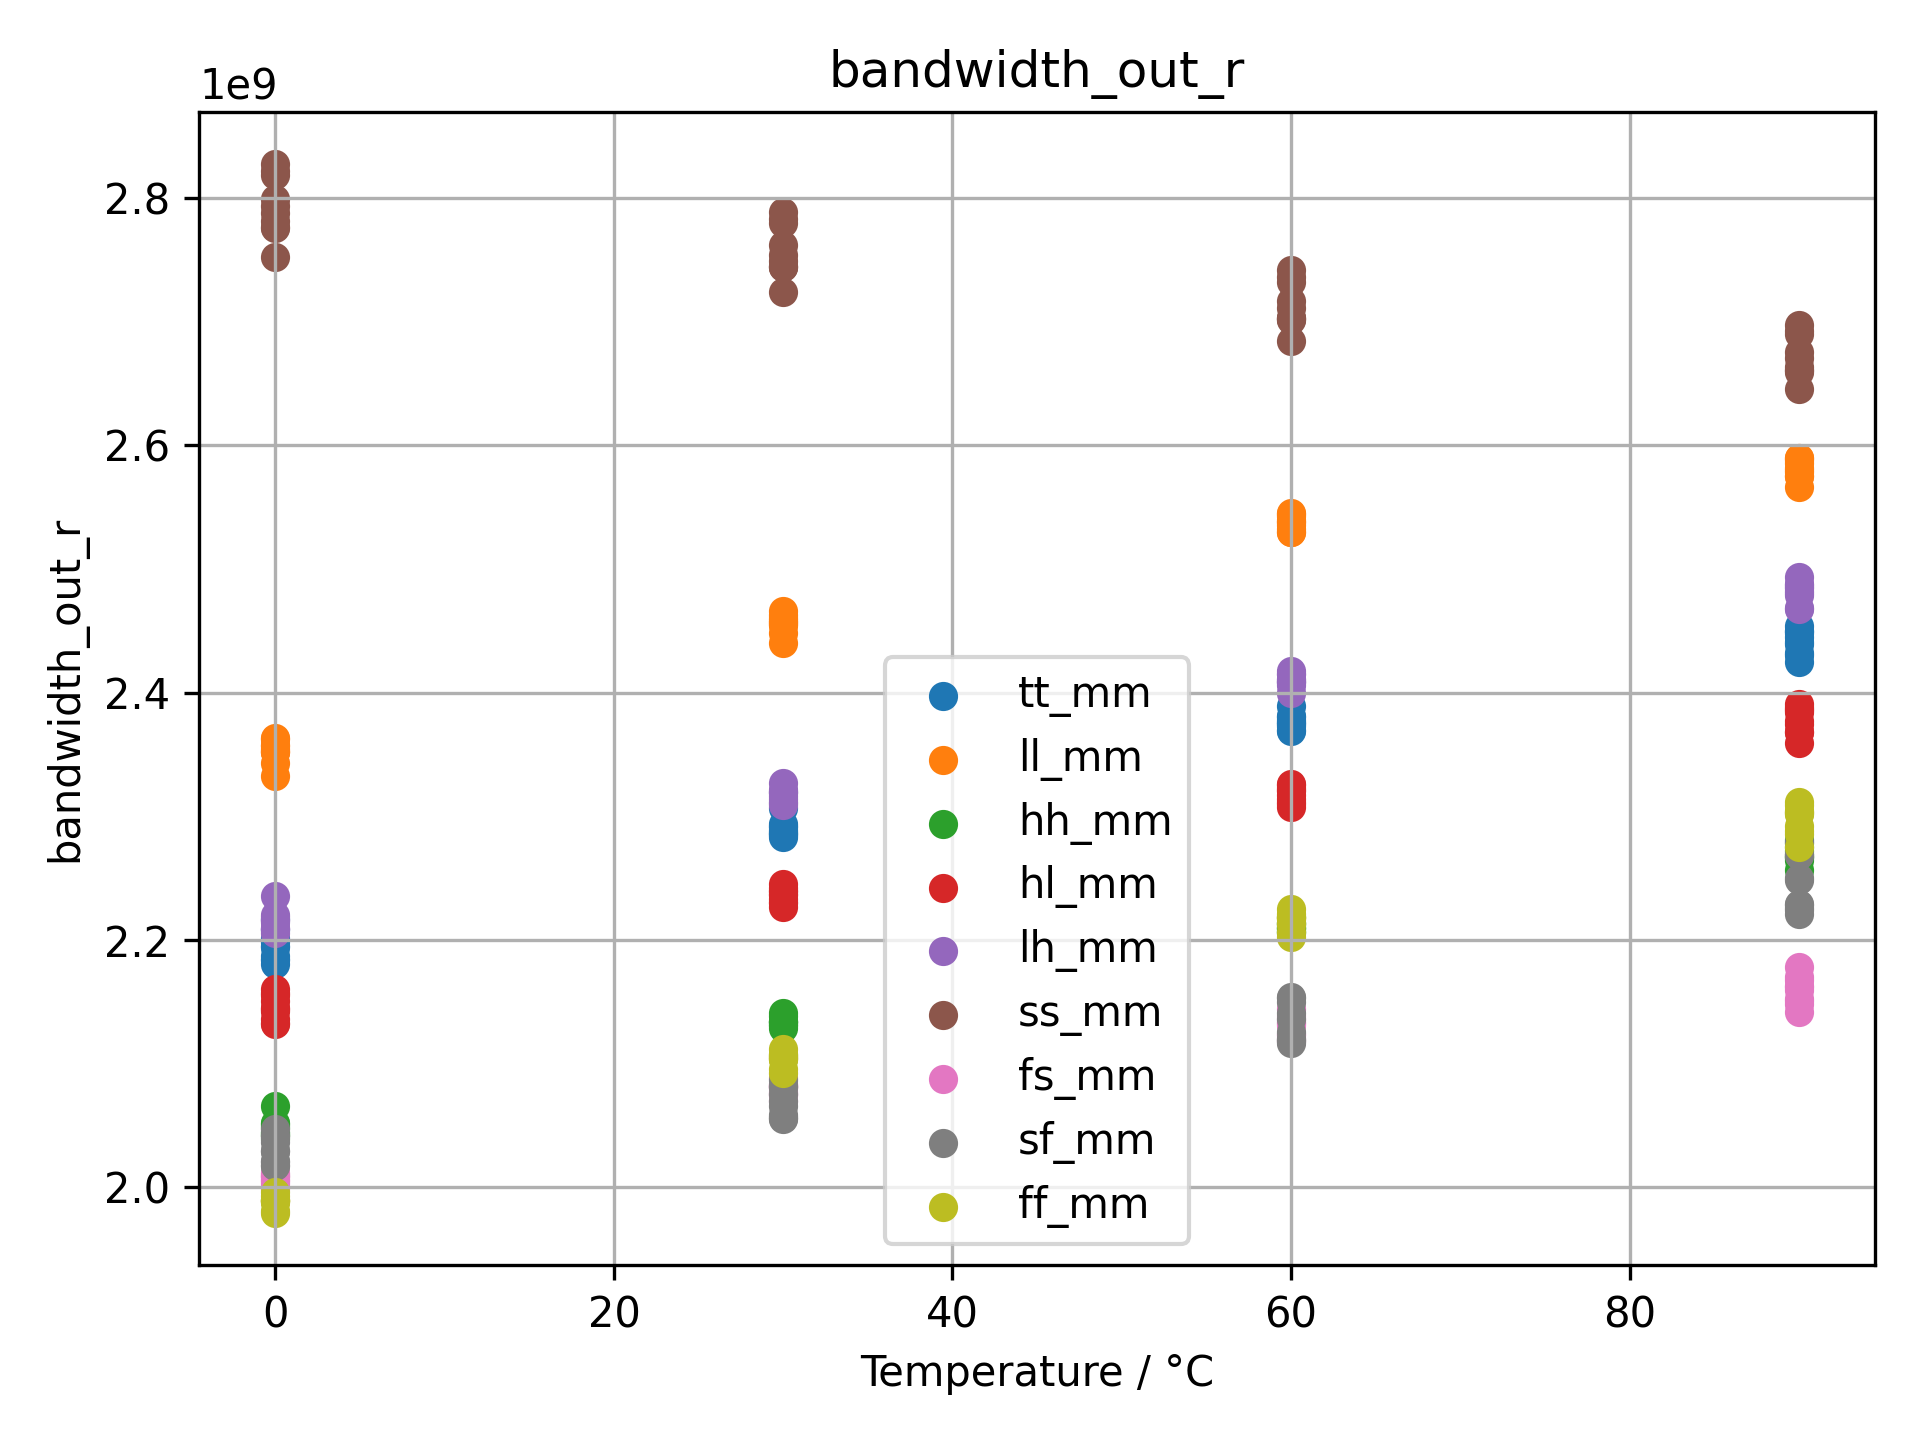 bandwidth_out_r
1e9
2.8
2.6
2.4
2.2
2.0
bandwidth_out_r
tt_mm
ll_mm
hh_mm
hl_mm
lh_mm
ss_mm
fs_mm
sf_mm
ff_mm
0 20 40 60 80
Temperature / °C